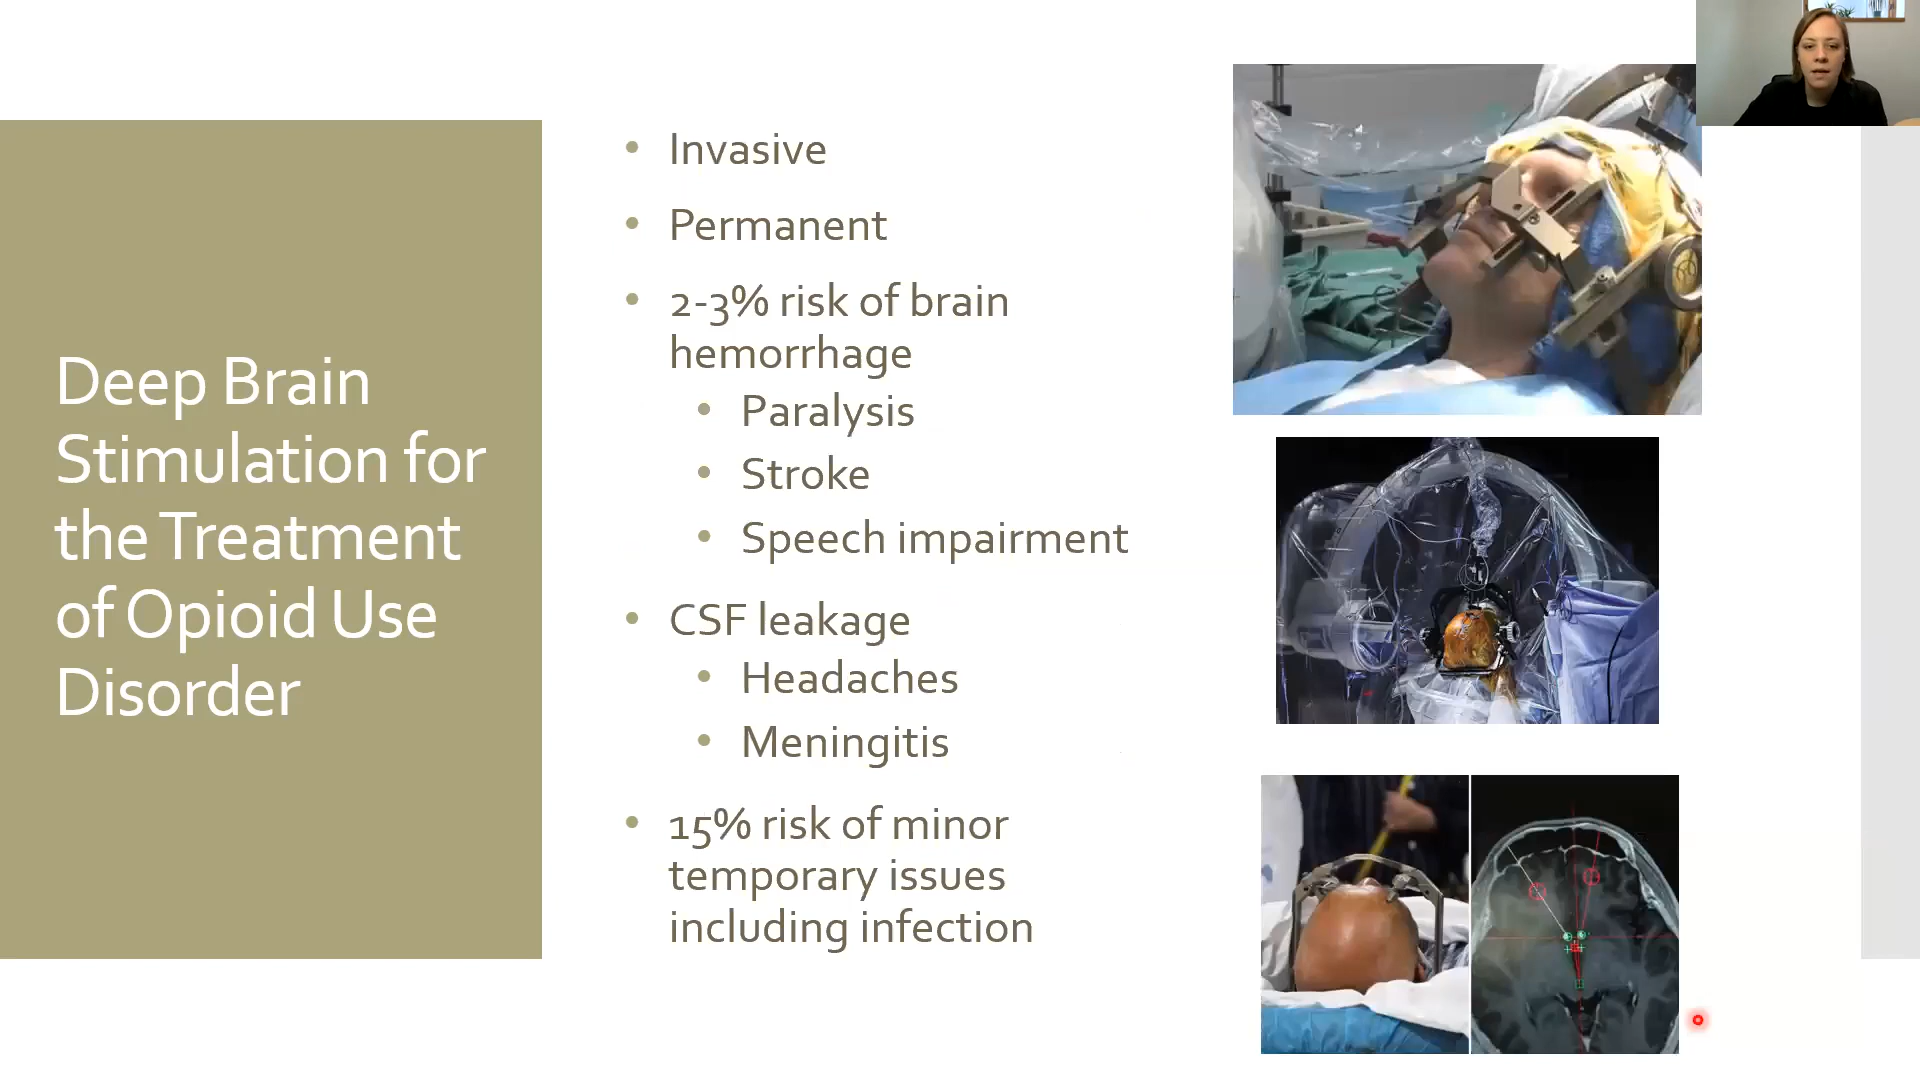 Deep Brain
Stimulation for
the Treatment
of Opioid Use
Disorder
• Invasive
• Permanent
• 2-3% risk of brain
hemorrhage
• Paralysis
• Stroke
• Speech impairment
• CSF leakage
• Headaches
• Meningitis
• 15% risk of minor
temporary issues
including infection